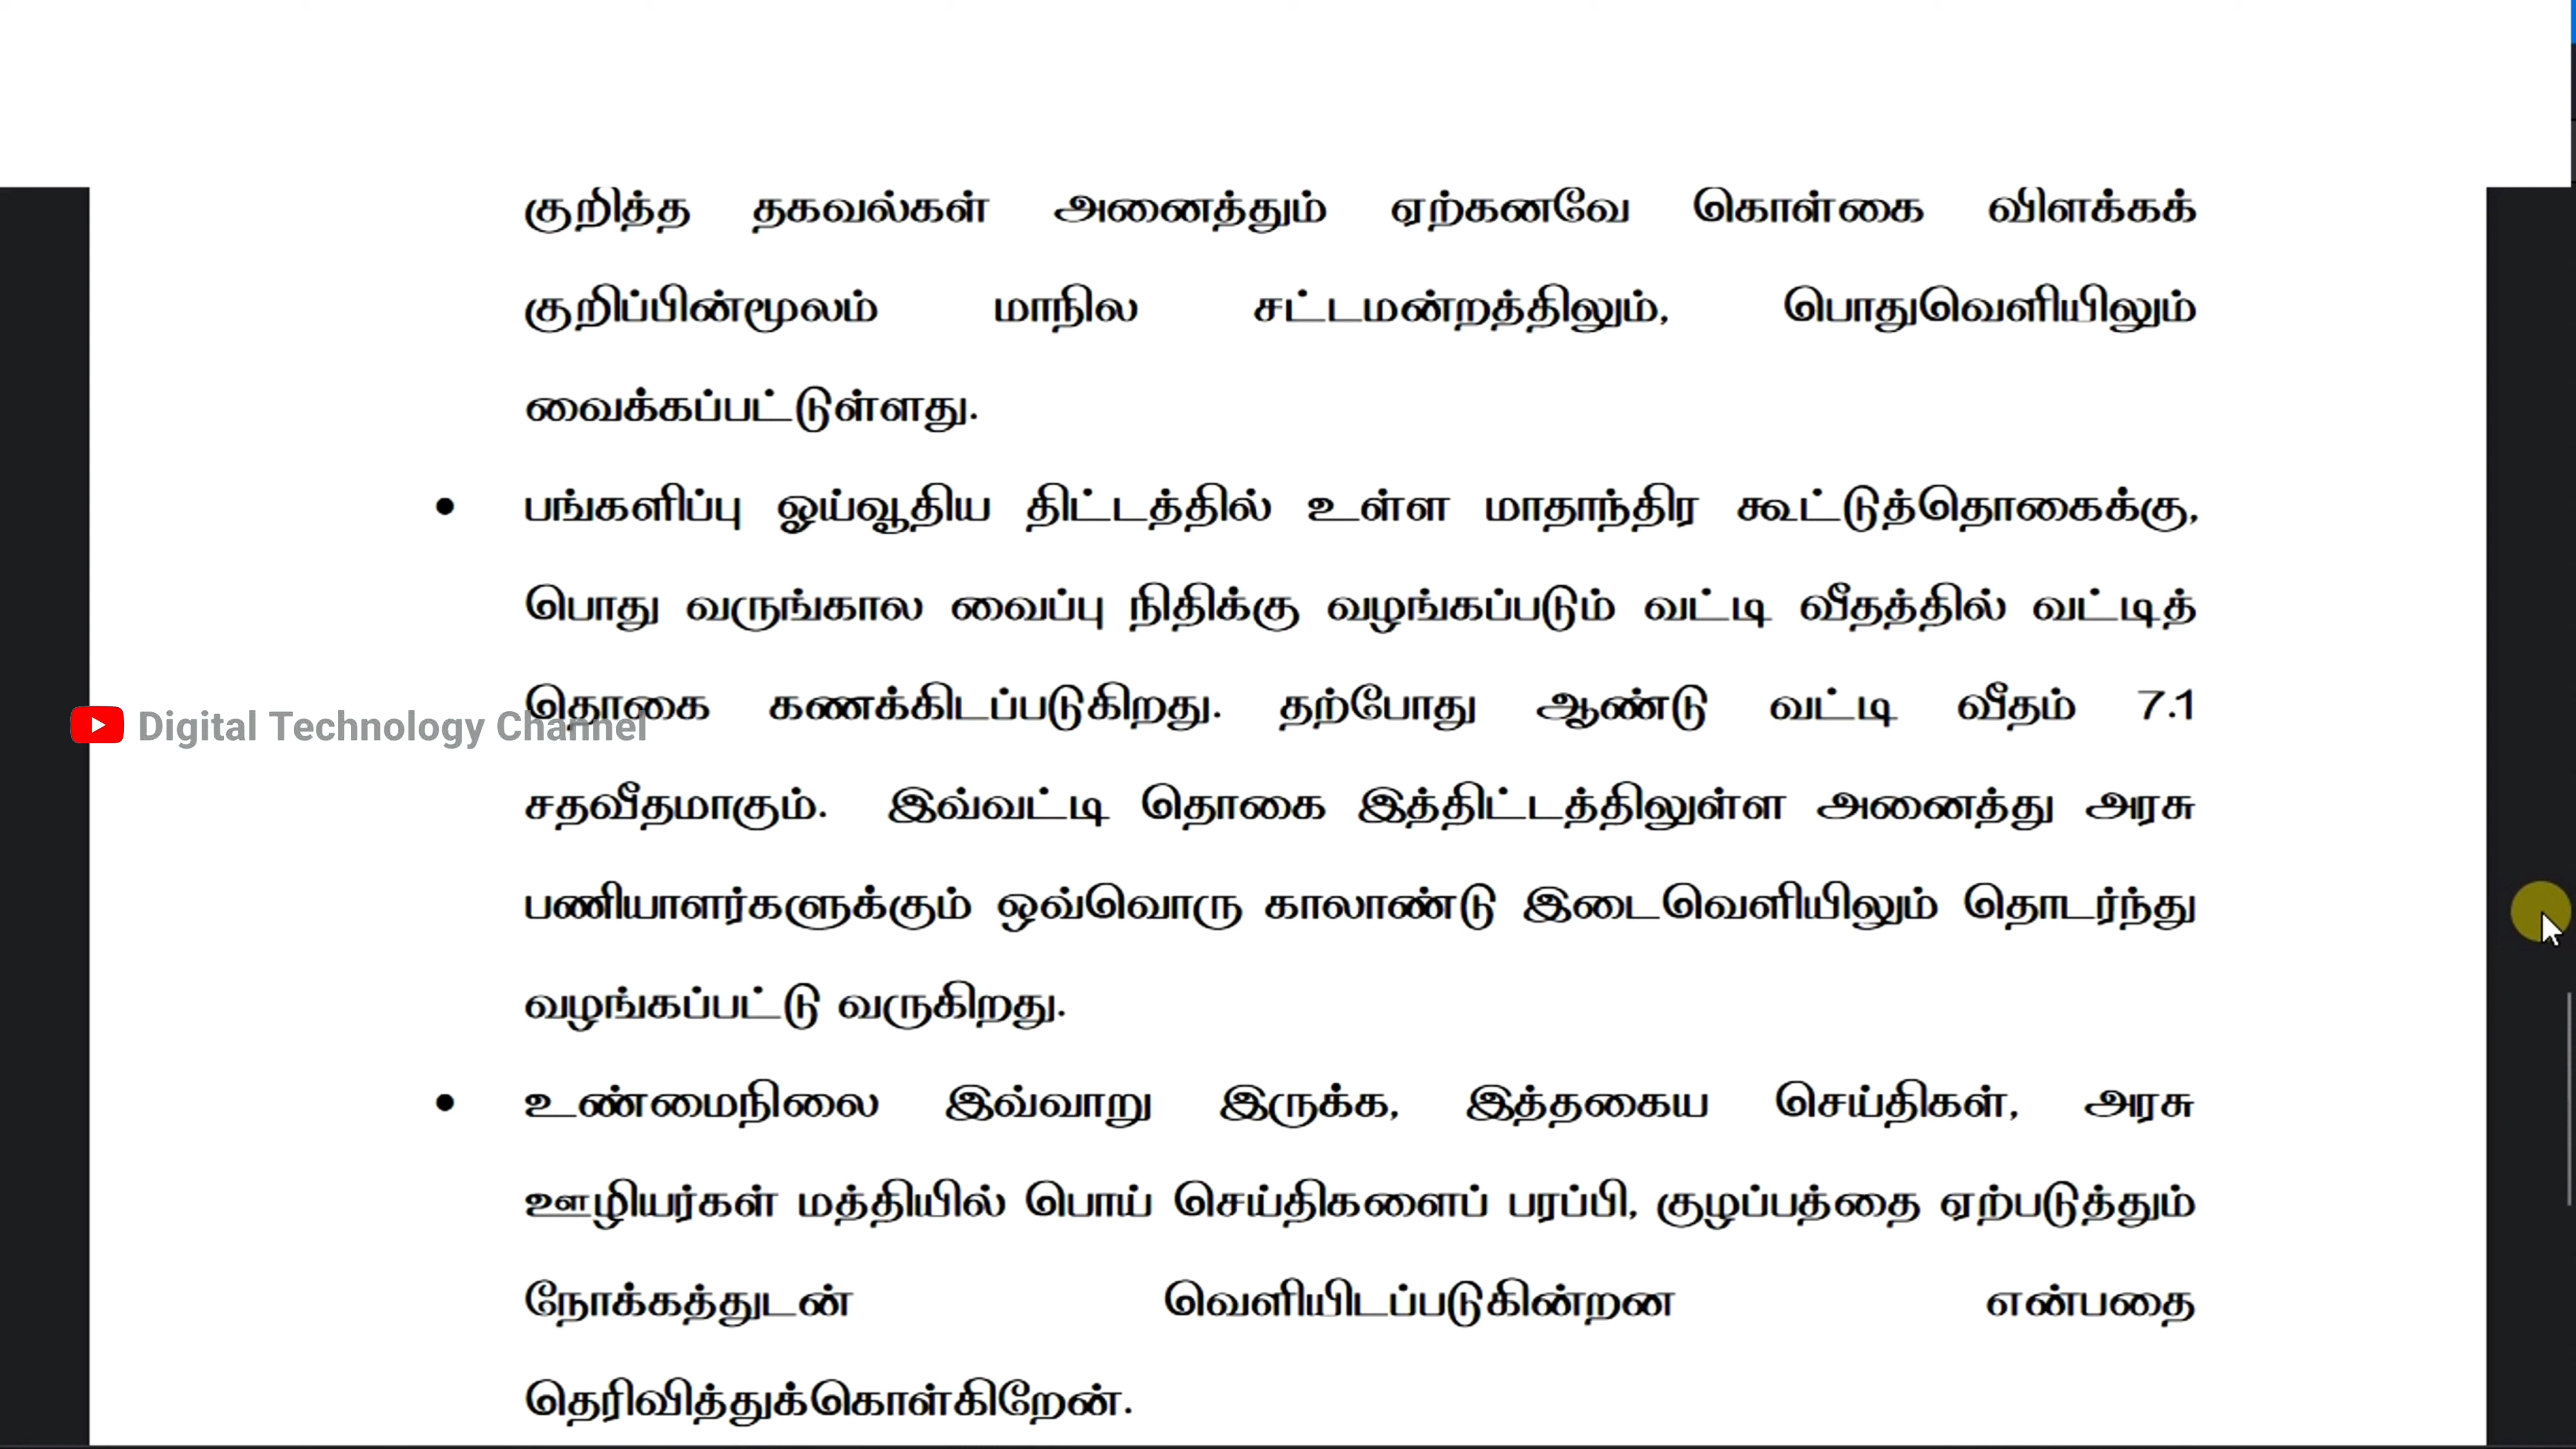 குறித்த தகவல்கள் அனைத்தும் ஏற்கனவே கொள்கை விளக்கக்
குறிப்பின்மூலம் மாநில சட்டமன்றத்திலும், பொதுவெளியிலும்
வைக்கப்பட்டுள்ளது.
• பங்களிப்பு ஓய்வூதிய திட்டத்தில் உள்ள மாதாந்திர கூட்டுத்தொகைக்கு,
பொது வருங்கால வைப்பு நிதிக்கு வழங்கப்படும் வட்டி வீதத்தில் வட்டித்
தொகை கணக்கிடப்படுகிறது. தற்போது ஆண்டு வட்டி வீதம் 7.1
Digital Technology Channel
சதவீதமாகும். இவ்வட்டி தொகை இத்திட்டத்திலுள்ள அனைத்து அரசு
பணியாளர்களுக்கும் ஒவ்வொரு காலாண்டு இடைவெளியிலும் தொடர்ந்து
வழங்கப்பட்டு வருகிறது.
• உண்மைநிலை இவ்வாறு இருக்க, இத்தகைய செய்திகள், அரசு
ஊழியர்கள் மத்தியில் பொய் செய்திகளைப் பரப்பி, குழப்பத்தை ஏற்படுத்தும்
நோக்கத்துடன் வெளியிடப்படுகின்றன என்பதை
தெரிவித்துக்கொள்கிறேன்.